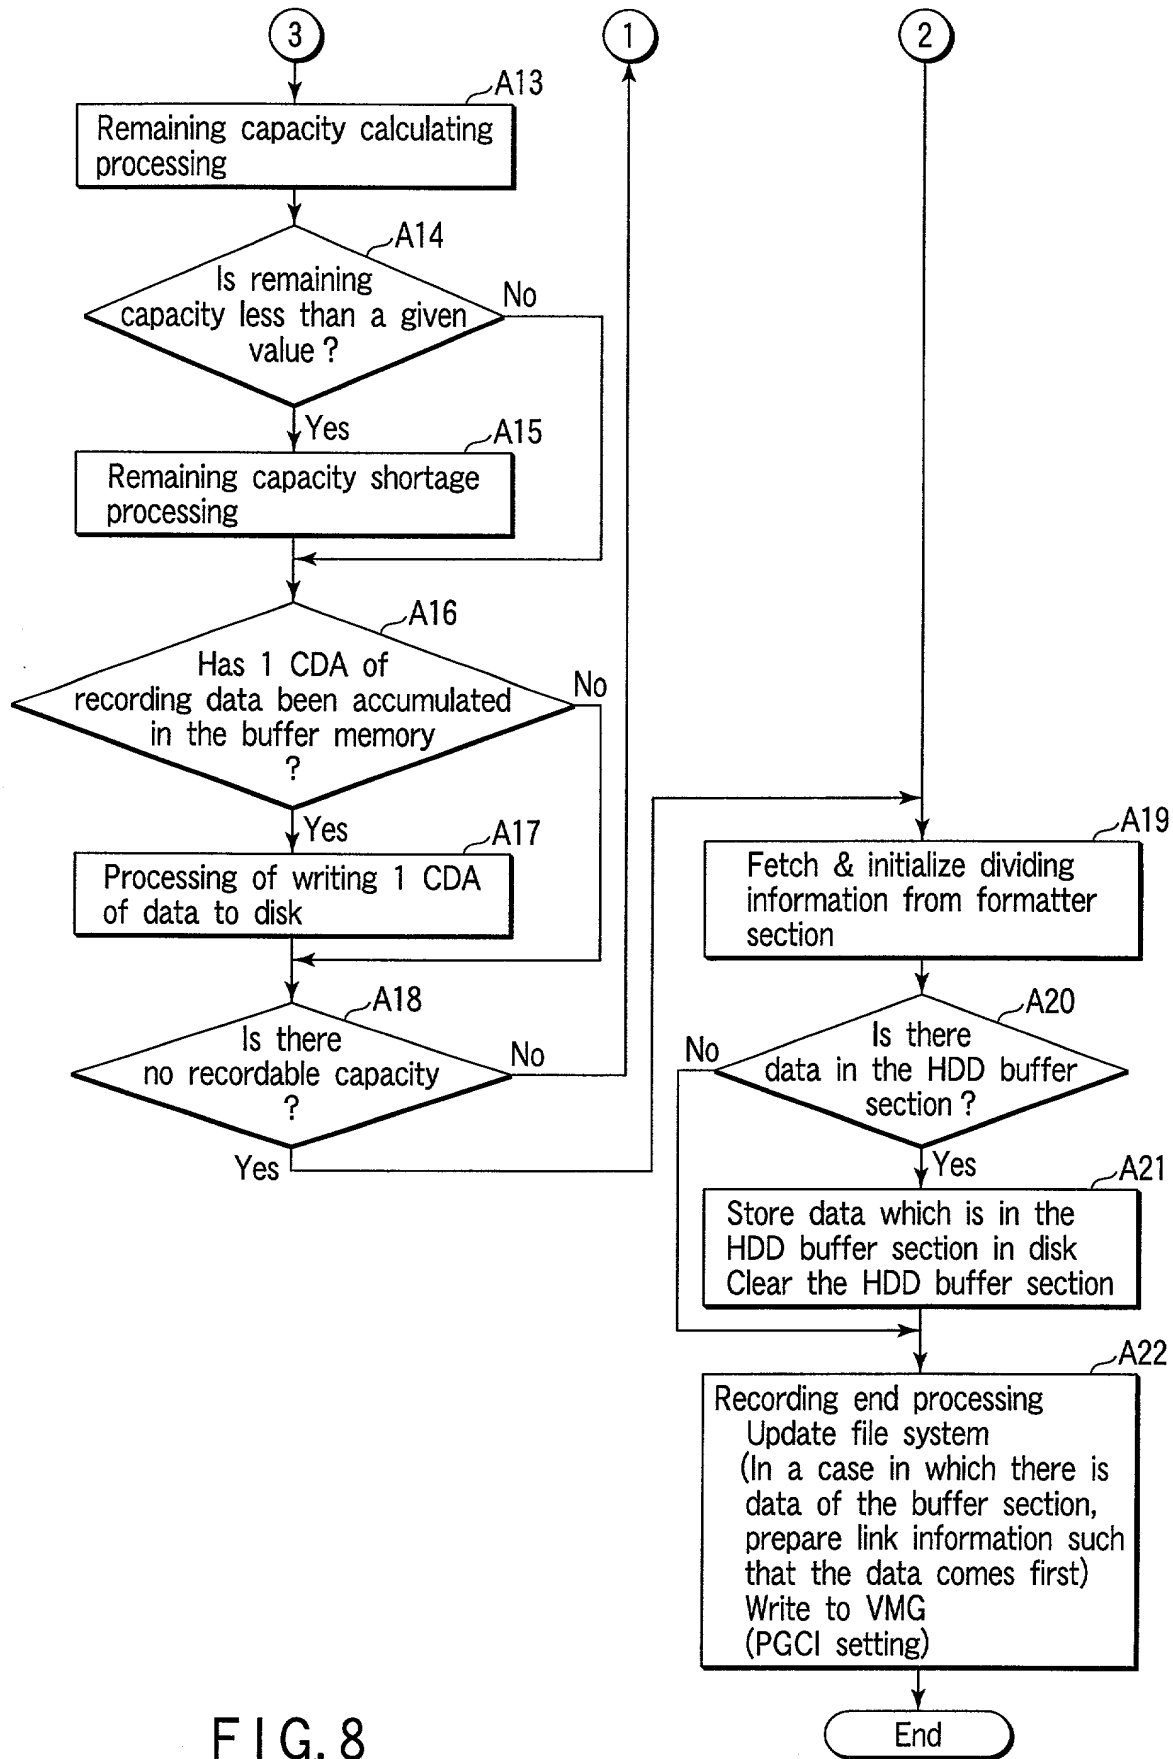 3
1
2
A13
Remaining capacity calculating
processing
A14
Is remaining
capacity less than a given
value ?
No
Yes
A15
Remaining capacity shortage
processing
A16
Has 1 CDA of
recording data been accumulated
in the buffer memory
?
No
Yes
A17
Processing of writing 1 CDA
of data to disk
A18
Is there
no recordable capacity
?
No
Yes
A19
Fetch & initialize dividing
information from formatter
section
A20
Is there
data in the HDD buffer
section ?
No
Yes
A21
Store data which is in the
HDD buffer section in disk
Clear the HDD buffer section
A22
Recording end processing
Update file system
(In a case in which there is
data of the buffer section,
prepare link information such
that the data comes first)
Write to VMG
(PGCI setting)
End
FIG. 8